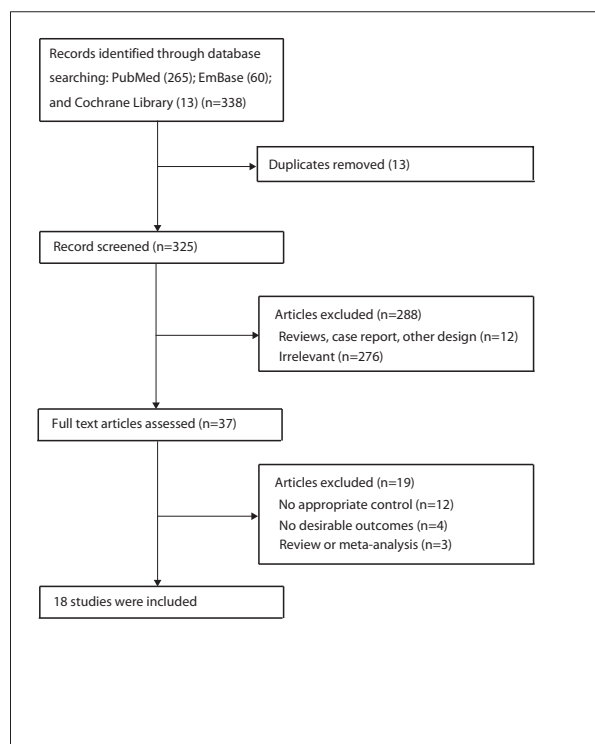 Records identified through database
searching: PubMed (265); EmBase (60);
and Cochrane Library (13) (n=338)
Duplicates removed (13)
Record screened (n=325)
Articles excluded (n=288)
Reviews, case report, other design (n=12)
Irrelevant (n=276)
Full text articles assessed (n=37)
Articles excluded (n=19)
No appropriate control (n=12)
No desirable outcomes (n=4)
Review or meta-analysis (n=3)
18 studies were included